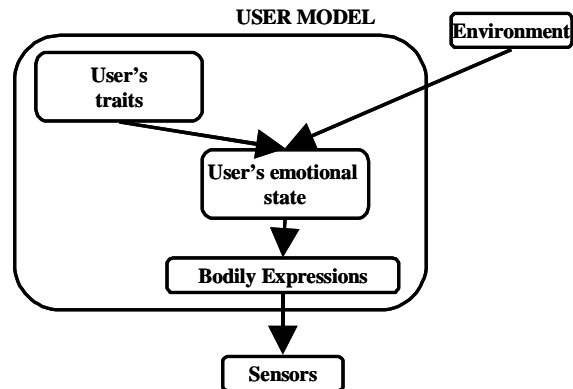 USER MODEL
Environment
User's
traits
User's emotional
state
Bodily Expressions
Sensors